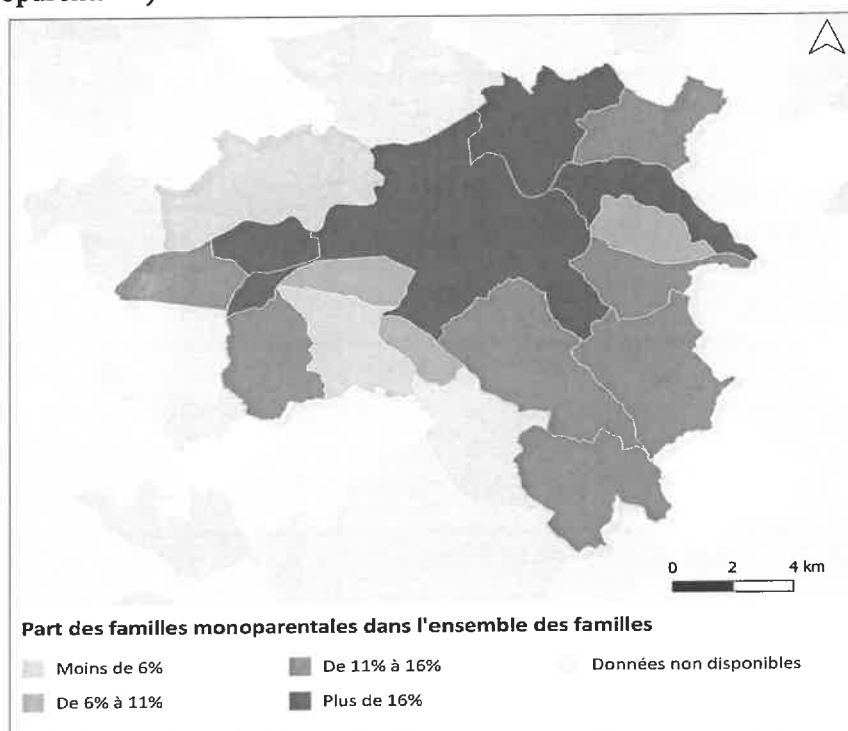 0 2 4 km
Part des familles monoparentales dans l'ensemble des familles
Moins de 6% De 11% à 16% Données non disponibles
De 6% à 11% Plus de 16%